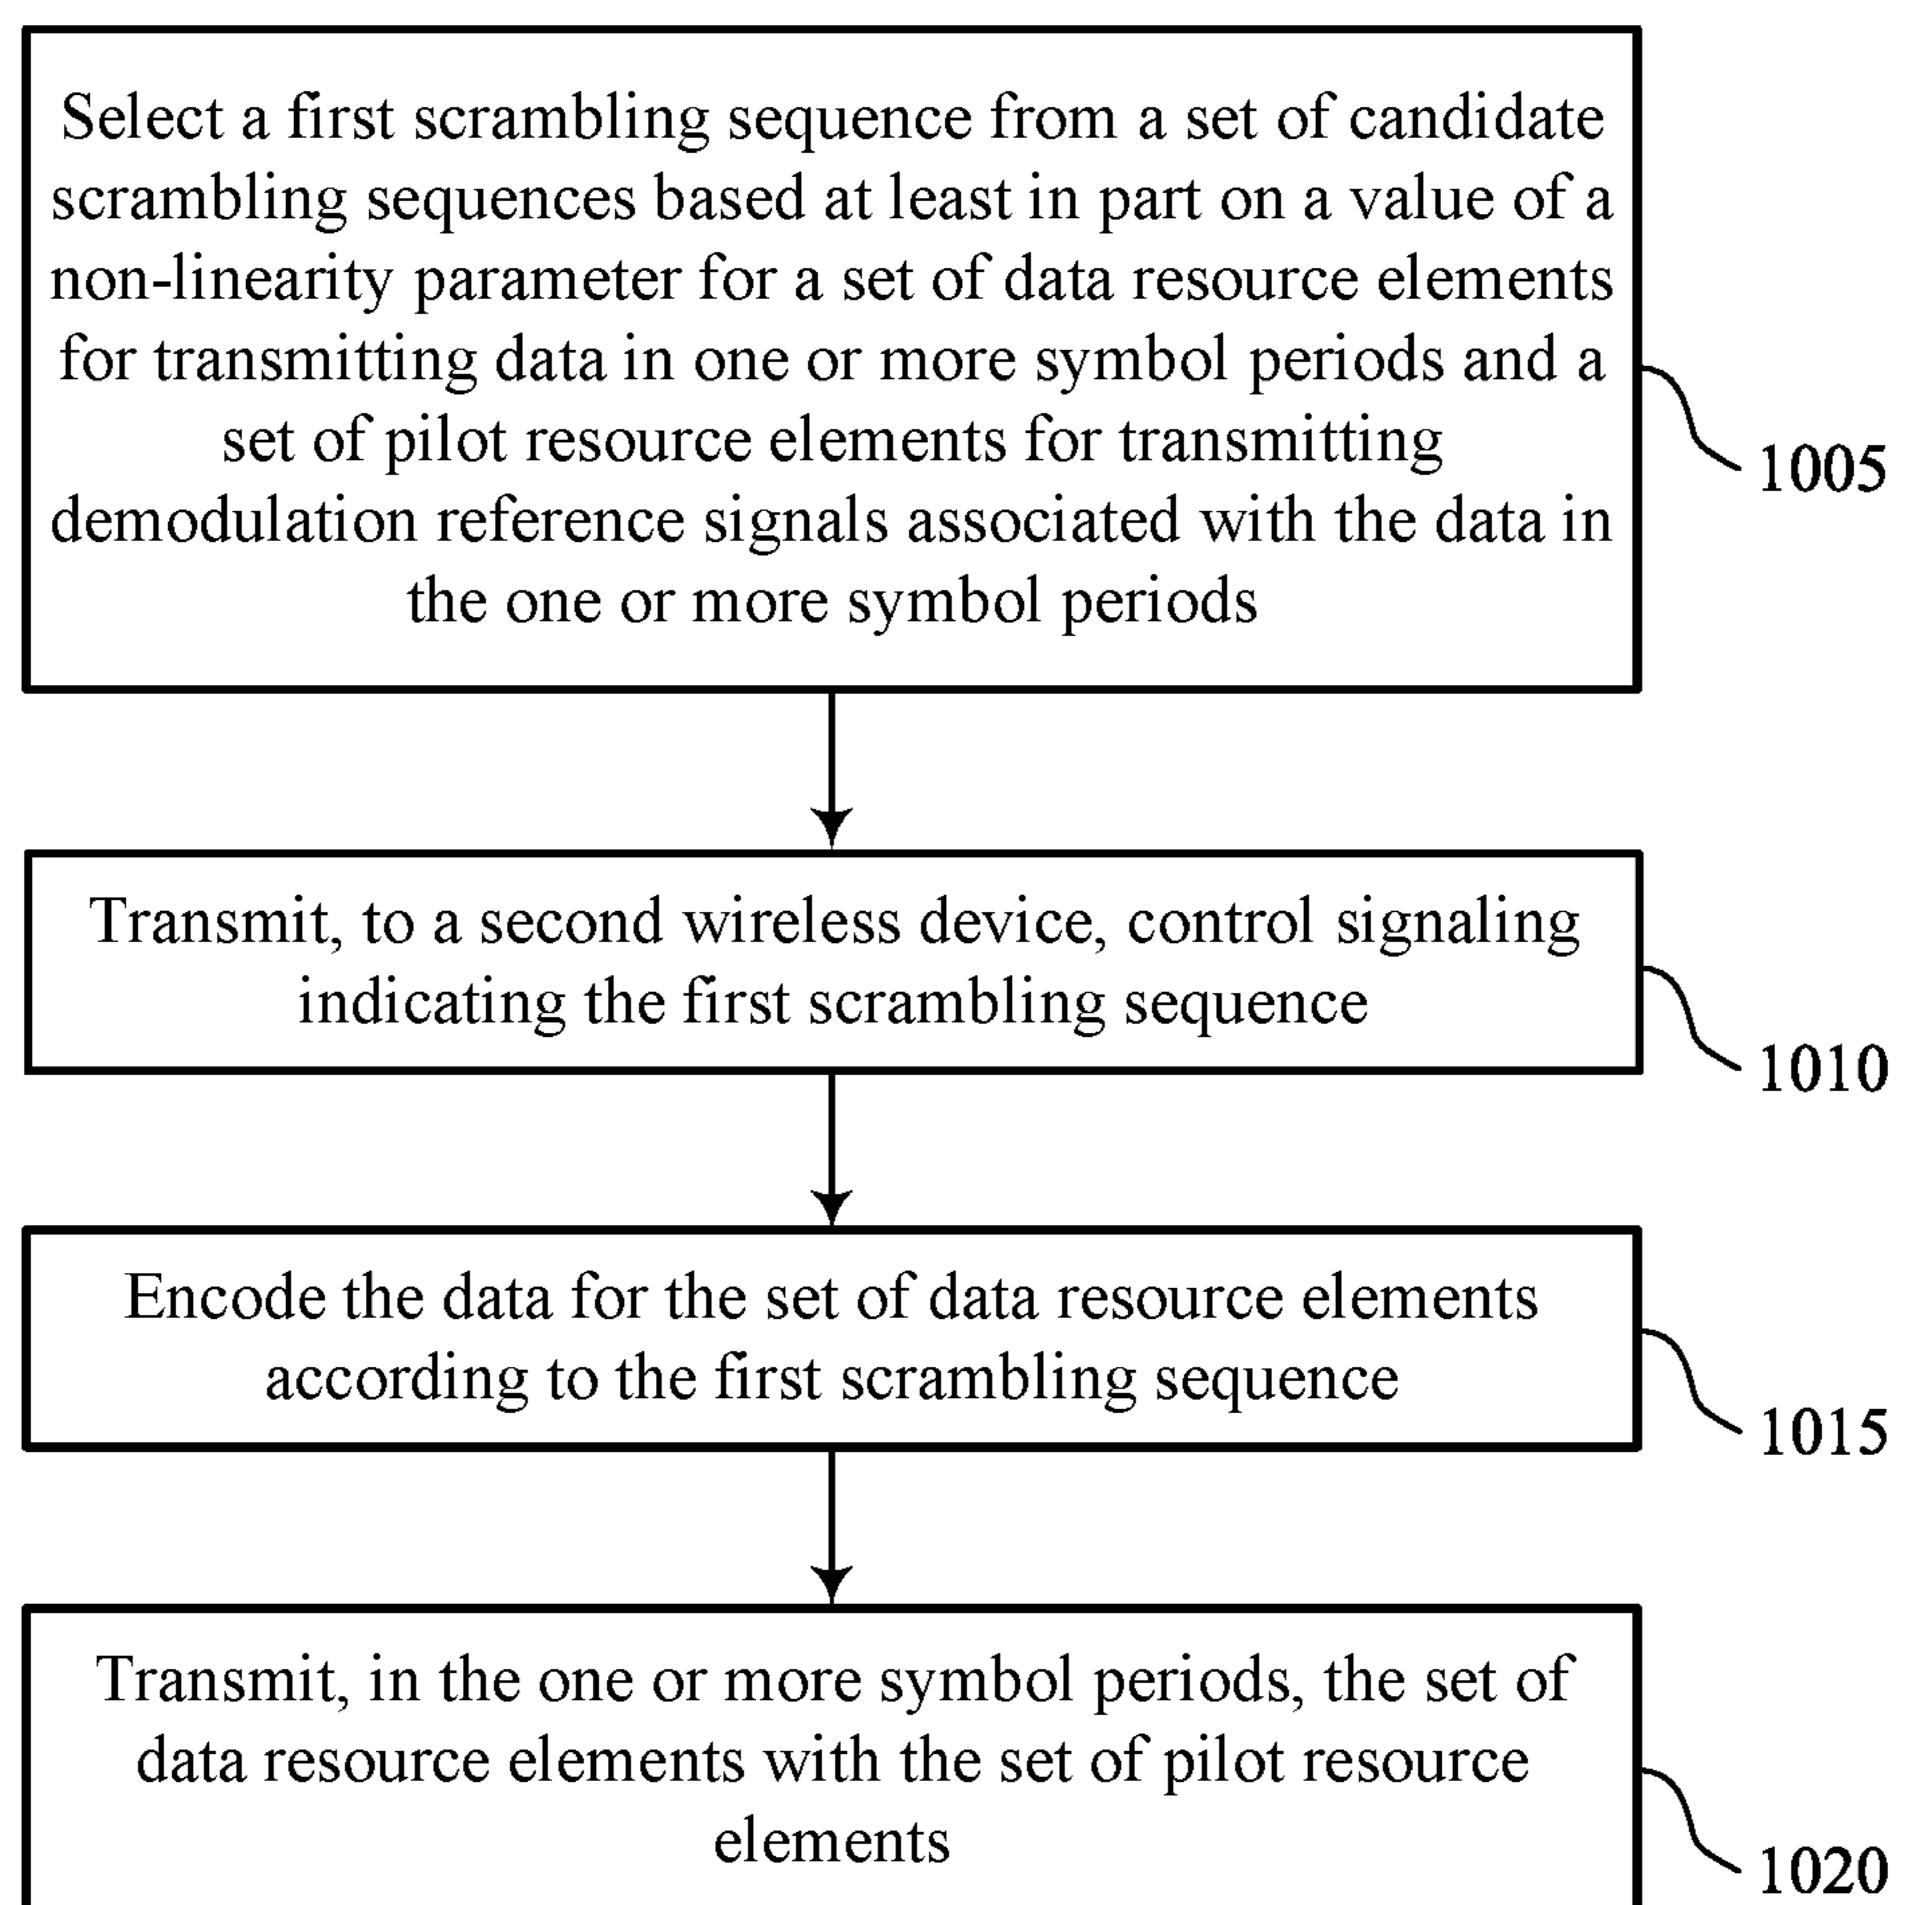 Select a first scrambling sequence from a set of candidate
scrambling sequences based at least in part on a value of a
non-linearity parameter for a set of data resource elements
for transmitting data in one or more symbol periods and a
set of pilot resource elements for transmitting
demodulation reference signals associated with the data in
the one or more symbol periods
1005
Transmit, to a second wireless device, control signaling
indicating the first scrambling sequence
1010
Encode the data for the set of data resource elements
according to the first scrambling sequence
1015
Transmit, in the one or more symbol periods, the set of
data resource elements with the set of pilot resource
elements
1020